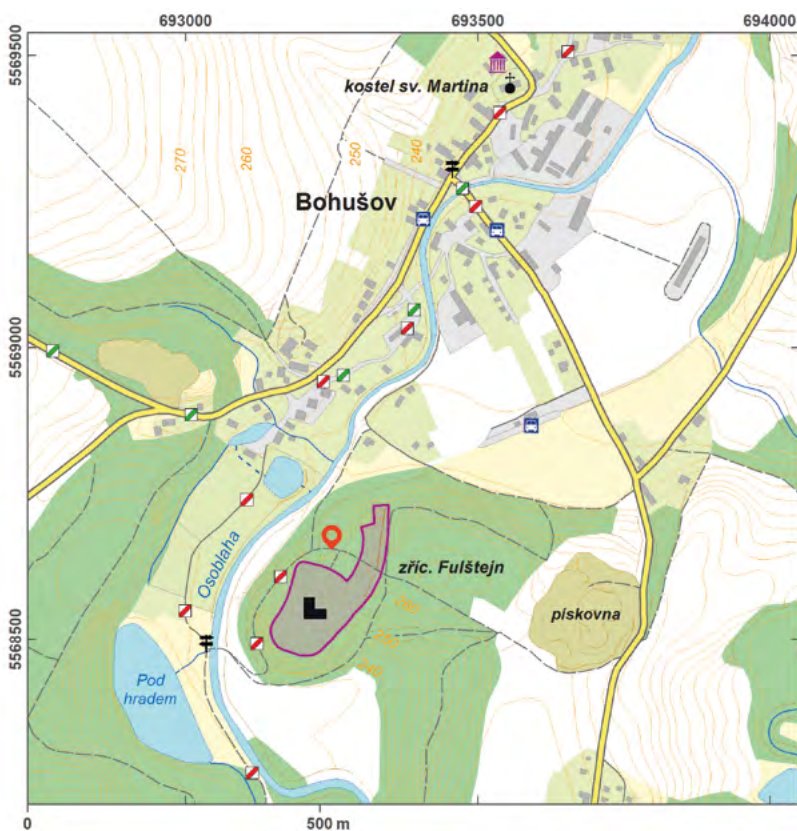 693000
693500
694000
5569500
kostel sv. Martina
270
260
250
240
Bohušov
5569000
Osoblaha
zříc. Fulštejn
260
250
240
pískovna
5568500
Pod
hradem
0
500 m